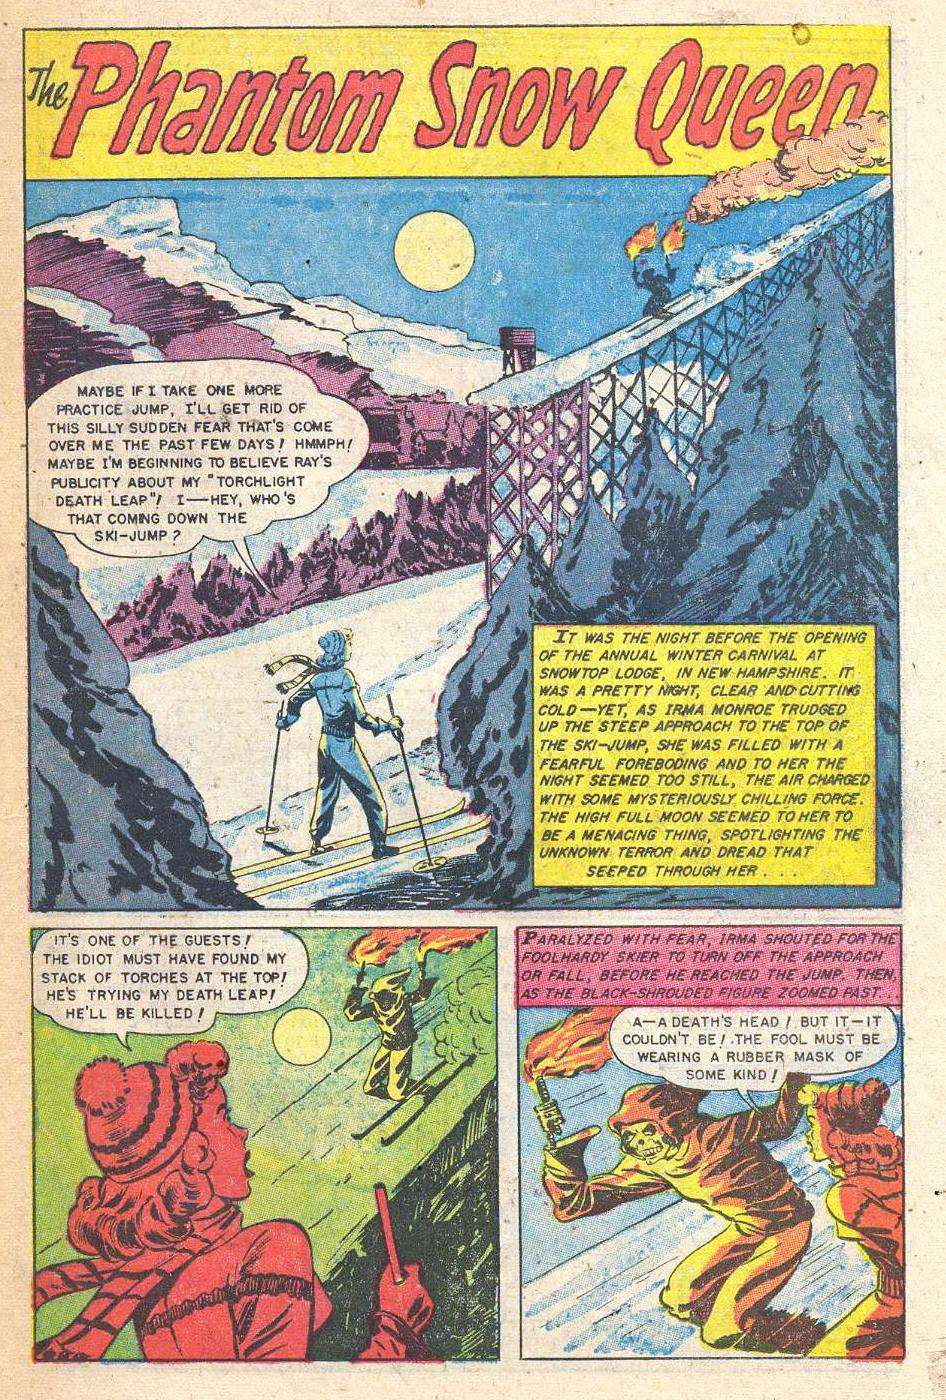 The Phantom Snow Queen
MAYBE IF I TAKE ONE MORE
PRACTICE JUMP, I'LL GET RID OF
THIS SILLY SUDDEN FEAR THAT'S COME
OVER ME THE PAST FEW DAYS! HMMPH!
MAYBE I'M BEGINNING TO BELIEVE RAY'S
PUBLICITY ABOUT MY "TORCHLIGHT
DEATH LEAP"! I—HEY, WHO'S
THAT COMING DOWN THE
SKI-JUMP?
IT WAS THE NIGHT BEFORE THE OPENING
OF THE ANNUAL WINTER CARNIVAL AT
SNOWTOP LODGE, IN NEW HAMPSHIRE. IT
WAS A PRETTY NIGHT, CLEAR AND CUTTING
COLD—YET, AS IRMA MONROE TRUDGED
UP THE STEEP APPROACH TO THE TOP OF
THE SKI-JUMP, SHE WAS FILLED WITH A
FEARFUL FOREBODING AND TO HER THE
NIGHT SEEMED TOO STILL, THE AIR CHARGED
WITH SOME MYSTERIOUSLY CHILLING FORCE.
THE HIGH FULL MOON SEEMED TO HER TO
BE A MENACING THING, SPOTLIGHTING THE
UNKNOWN TERROR AND DREAD THAT
SEEPED THROUGH HER . . .
IT'S ONE OF THE GUESTS!
THE IDIOT MUST HAVE FOUND MY
STACK OF TORCHES AT THE TOP!
HE'S TRYING MY DEATH LEAP!
HE'LL BE KILLED!
PARALYZED WITH FEAR, IRMA SHOUTED FOR THE
FOOLHARDY SKIER TO TURN OFF THE APPROACH
OR FALL, BEFORE HE REACHED THE JUMP. THEN,
AS THE BLACK-SHROUDED FIGURE ZOOMED PAST...
A—A DEATH'S HEAD! BUT IT—IT
COULDN'T BE! THE FOOL MUST BE
WEARING A RUBBER MASK OF
SOME KIND!